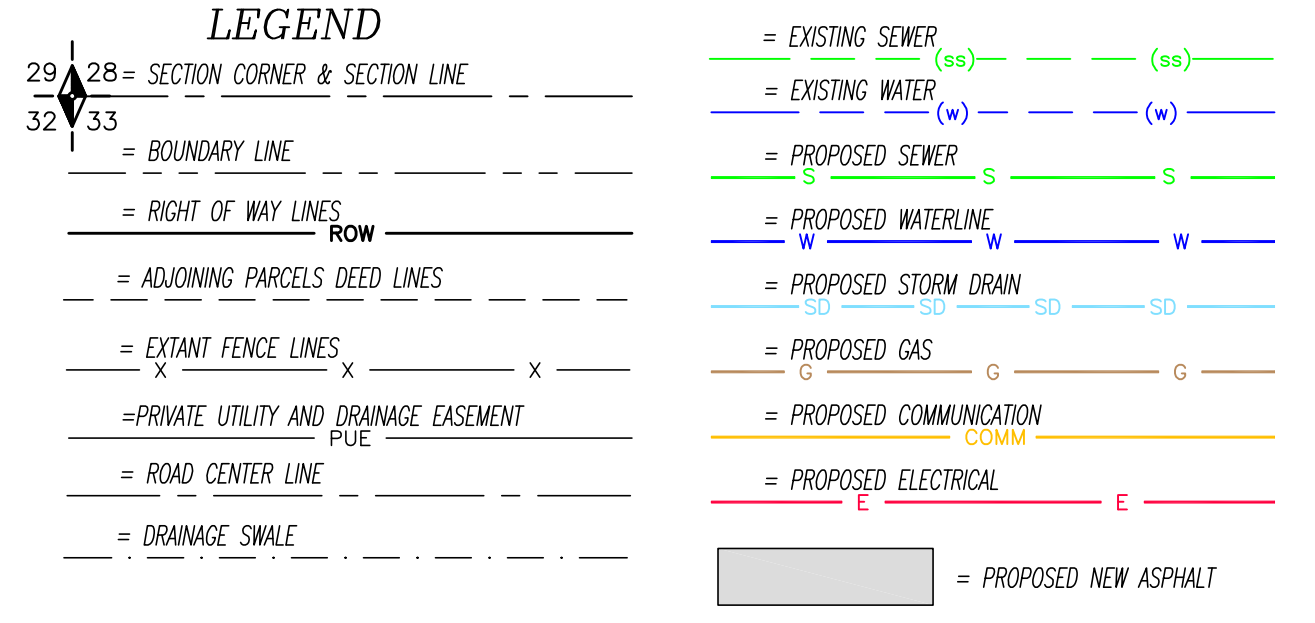 LEGEND
29 28 = SECTION CORNER & SECTION LINE
32 33
= BOUNDARY LINE
= RIGHT OF WAY LINES
ROW
= ADJOINING PARCELS DEED LINES
= EXTANT FENCE LINES
X X X
=PRIVATE UTILITY AND DRAINAGE EASEMENT
PUE
= ROAD CENTER LINE
= DRAINAGE SWALE
= EXISTING SEWER
(ss) (ss)
= EXISTING WATER
(w) (w)
= PROPOSED SEWER
S S S
= PROPOSED WATERLINE
W W W
= PROPOSED STORM DRAIN
SD SD SD SD
= PROPOSED GAS
G G G
= PROPOSED COMMUNICATION
COMM
= PROPOSED ELECTRICAL
E E
= PROPOSED NEW ASPHALT